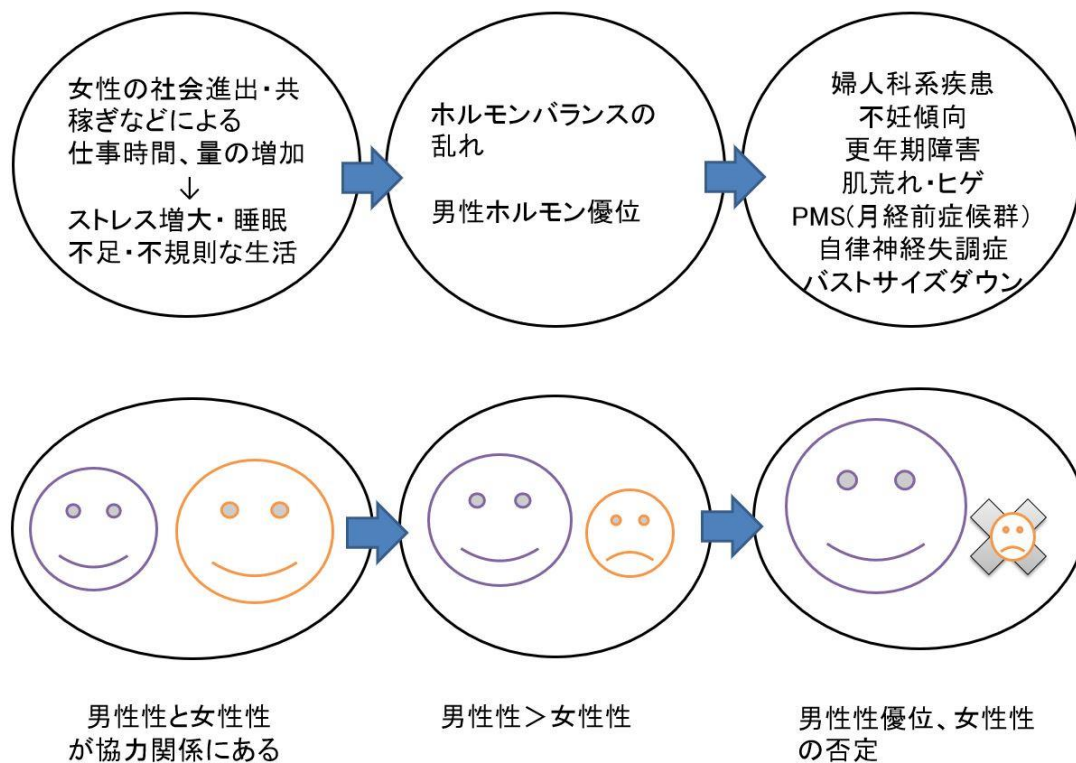 女性の社会進出・共
稼ぎなどによる
仕事時間、量の増加
↓
ストレス増大・睡眠
不足・不規則な生活
ホルモンバランスの
乱れ
男性ホルモン優位
婦人科系疾患
不妊傾向
更年期障害
肌荒れ・ヒゲ
PMS(月経前症候群)
自律神経失調症
バストサイズダウン
男性性と女性性
が協力関係にある
男性性＞女性性
男性性優位、女性性
の否定